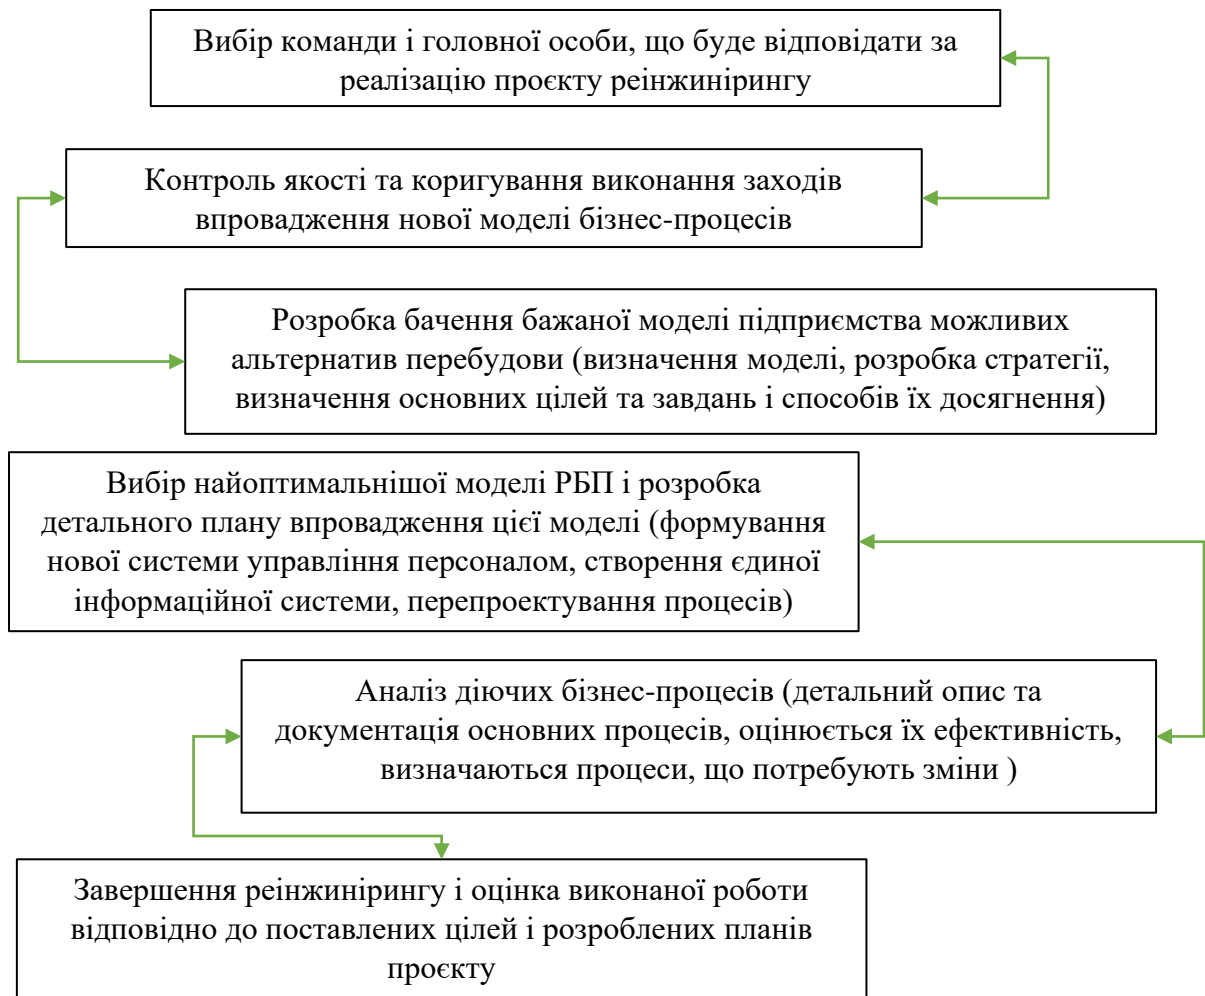 Вибір команди і головної особи, що буде відповідати за
реалізацію проєкту реінжинірингу
Контроль якості та коригування виконання заходів
впровадження нової моделі бізнес-процесів
Розробка бачення бажаної моделі підприємства можливих
альтернатив перебудови (визначення моделі, розробка стратегії,
визначення основних цілей та завдань і способів їх досягнення)
Вибір найоптимальнішої моделі РБП і розробка
детального плану впровадження цієї моделі (формування
нової системи управління персоналом, створення єдиної
інформаційної системи, перепроектування процесів)
Аналіз діючих бізнес-процесів (детальний опис та
документація основних процесів, оцінюється їх ефективність,
визначаються процеси, що потребують зміни )
Завершення реінжинірингу і оцінка виконаної роботи
відповідно до поставлених цілей і розроблених планів
проєкту